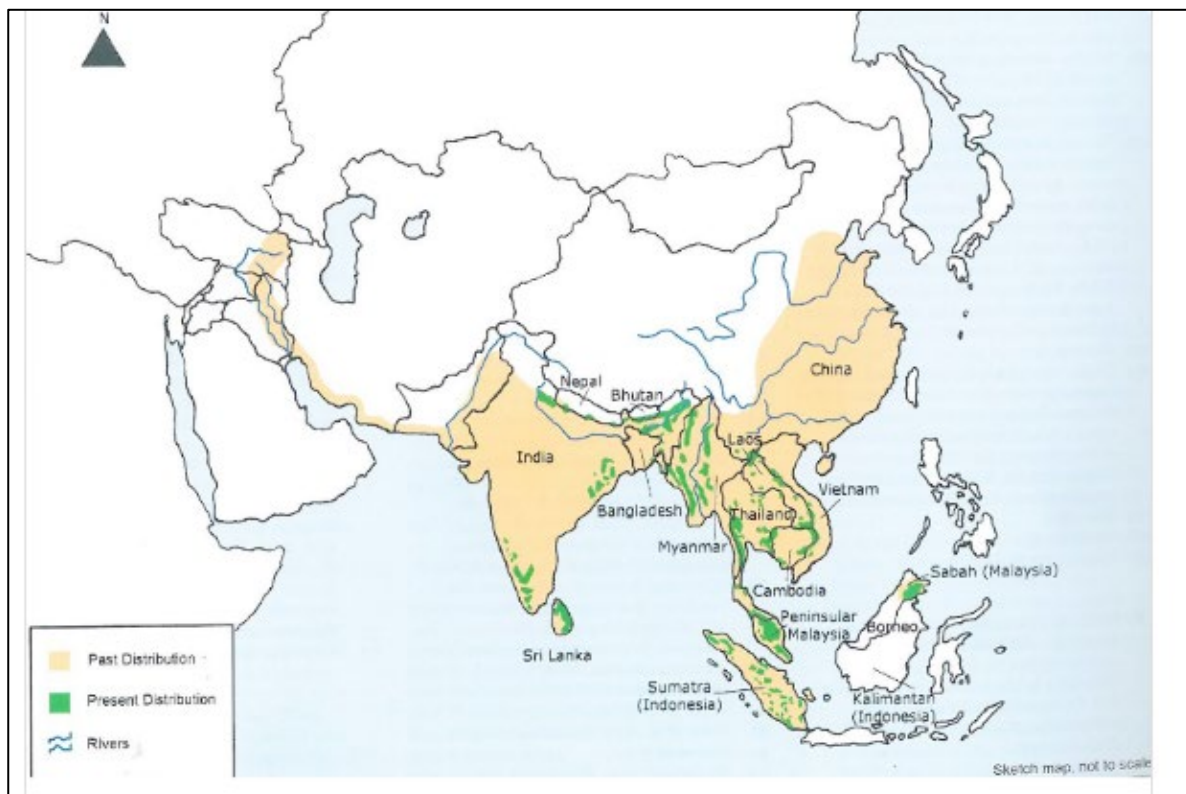 N
China
Nepal
Bhutan
India
Laos
Vietnam
Bangladesh
Thailand
Myanmar
Cambodia
Sabah (Malaysia)
Peninsular
Malaysia
Borneo
Sri Lanka
Sumatra
(Indonesia)
Kalimantan
(Indonesia)
Past Distribution
Present Distribution
Rivers
Sketch map, not to scale